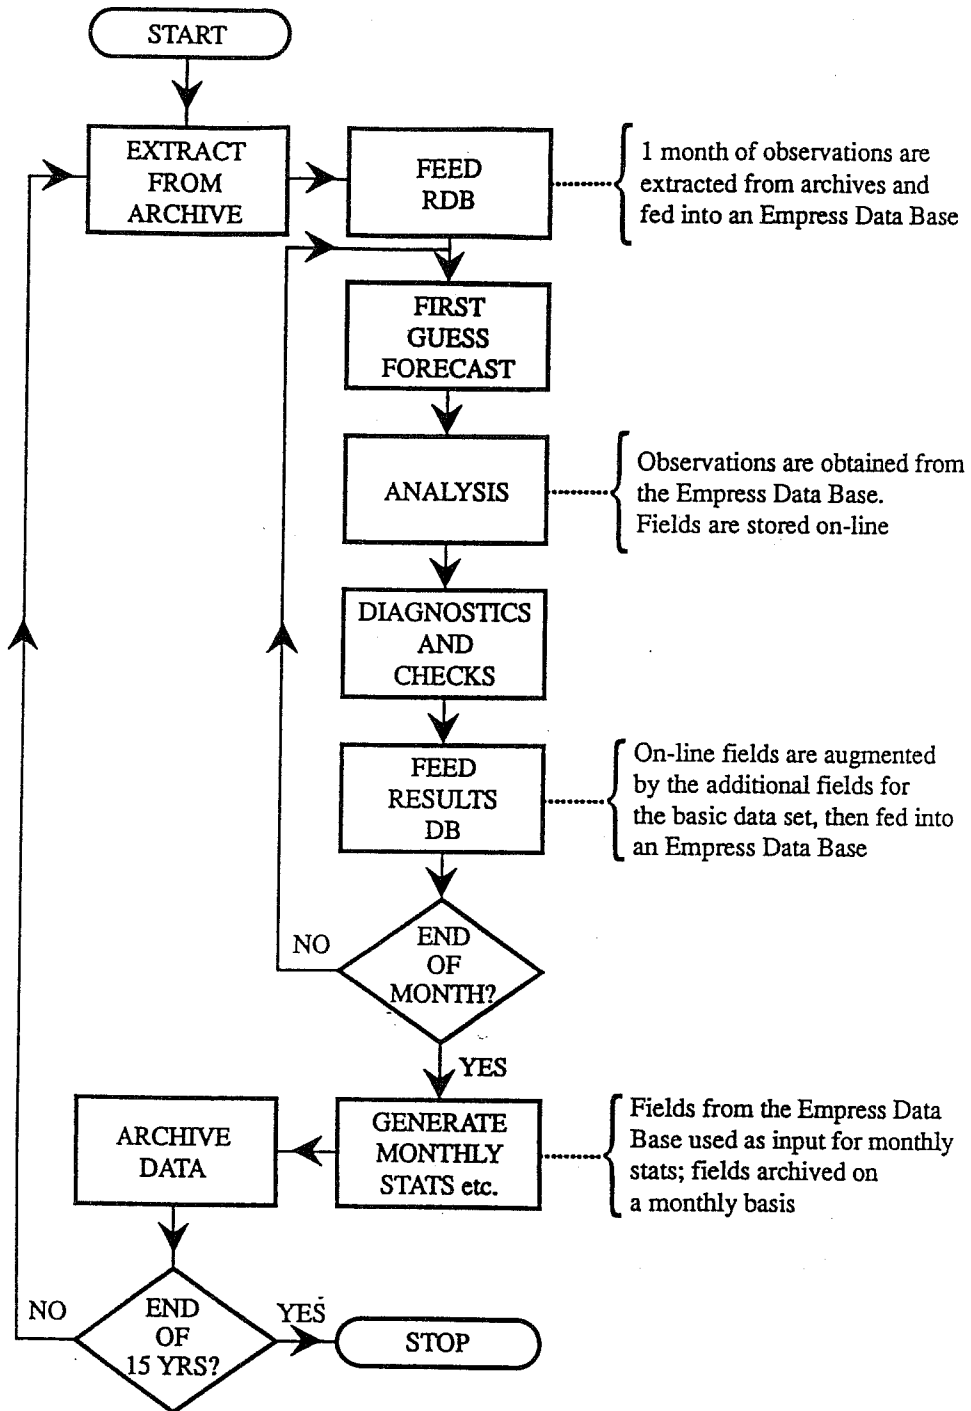 START
EXTRACT
FROM
ARCHIVE
FEED
RDB
1 month of observations are
extracted from archives and
fed into an Empress Data Base
FIRST
GUESS
FORECAST
ANALYSIS
Observations are obtained from
the Empress Data Base.
Fields are stored on-line
DIAGNOSTICS
AND
CHECKS
FEED
RESULTS
DB
On-line fields are augmented
by the additional fields for
the basic data set, then fed into
an Empress Data Base
END
OF
MONTH?
NO
YES
GENERATE
MONTHLY
STATS etc.
Fields from the Empress Data
Base used as input for monthly
stats; fields archived on
a monthly basis
ARCHIVE
DATA
END
OF
15 YRS?
NO
YES
STOP